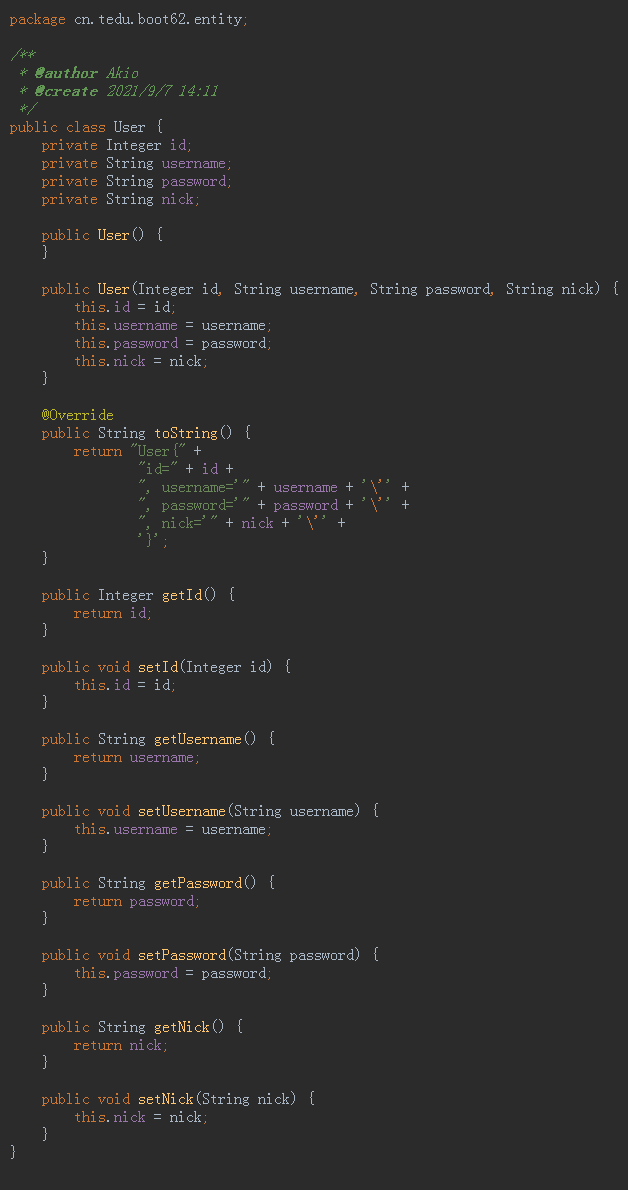 package cn.tedu.boot62.entity;
/**
 * @author Akio
 * @create 2021/9/7 14:11
 */
public class User {
    private Integer id;
    private String username;
    private String password;
    private String nick;
    public User() {
    }
    public User(Integer id, String username, String password, String nick) {
        this.id = id;
        this.username = username;
        this.password = password;
        this.nick = nick;
    }
    @Override
    public String toString() {
        return "User{" +
                "id=" + id +
                ", username='" + username + '\'' +
                ", password='" + password + '\'' +
                ", nick='" + nick + '\'' +
                '}';
    }
    public Integer getId() {
        return id;
    }
    public void setId(Integer id) {
        this.id = id;
    }
    public String getUsername() {
        return username;
    }
    public void setUsername(String username) {
        this.username = username;
    }
    public String getPassword() {
        return password;
    }
    public void setPassword(String password) {
        this.password = password;
    }
    public String getNick() {
        return nick;
    }
    public void setNick(String nick) {
        this.nick = nick;
    }
}